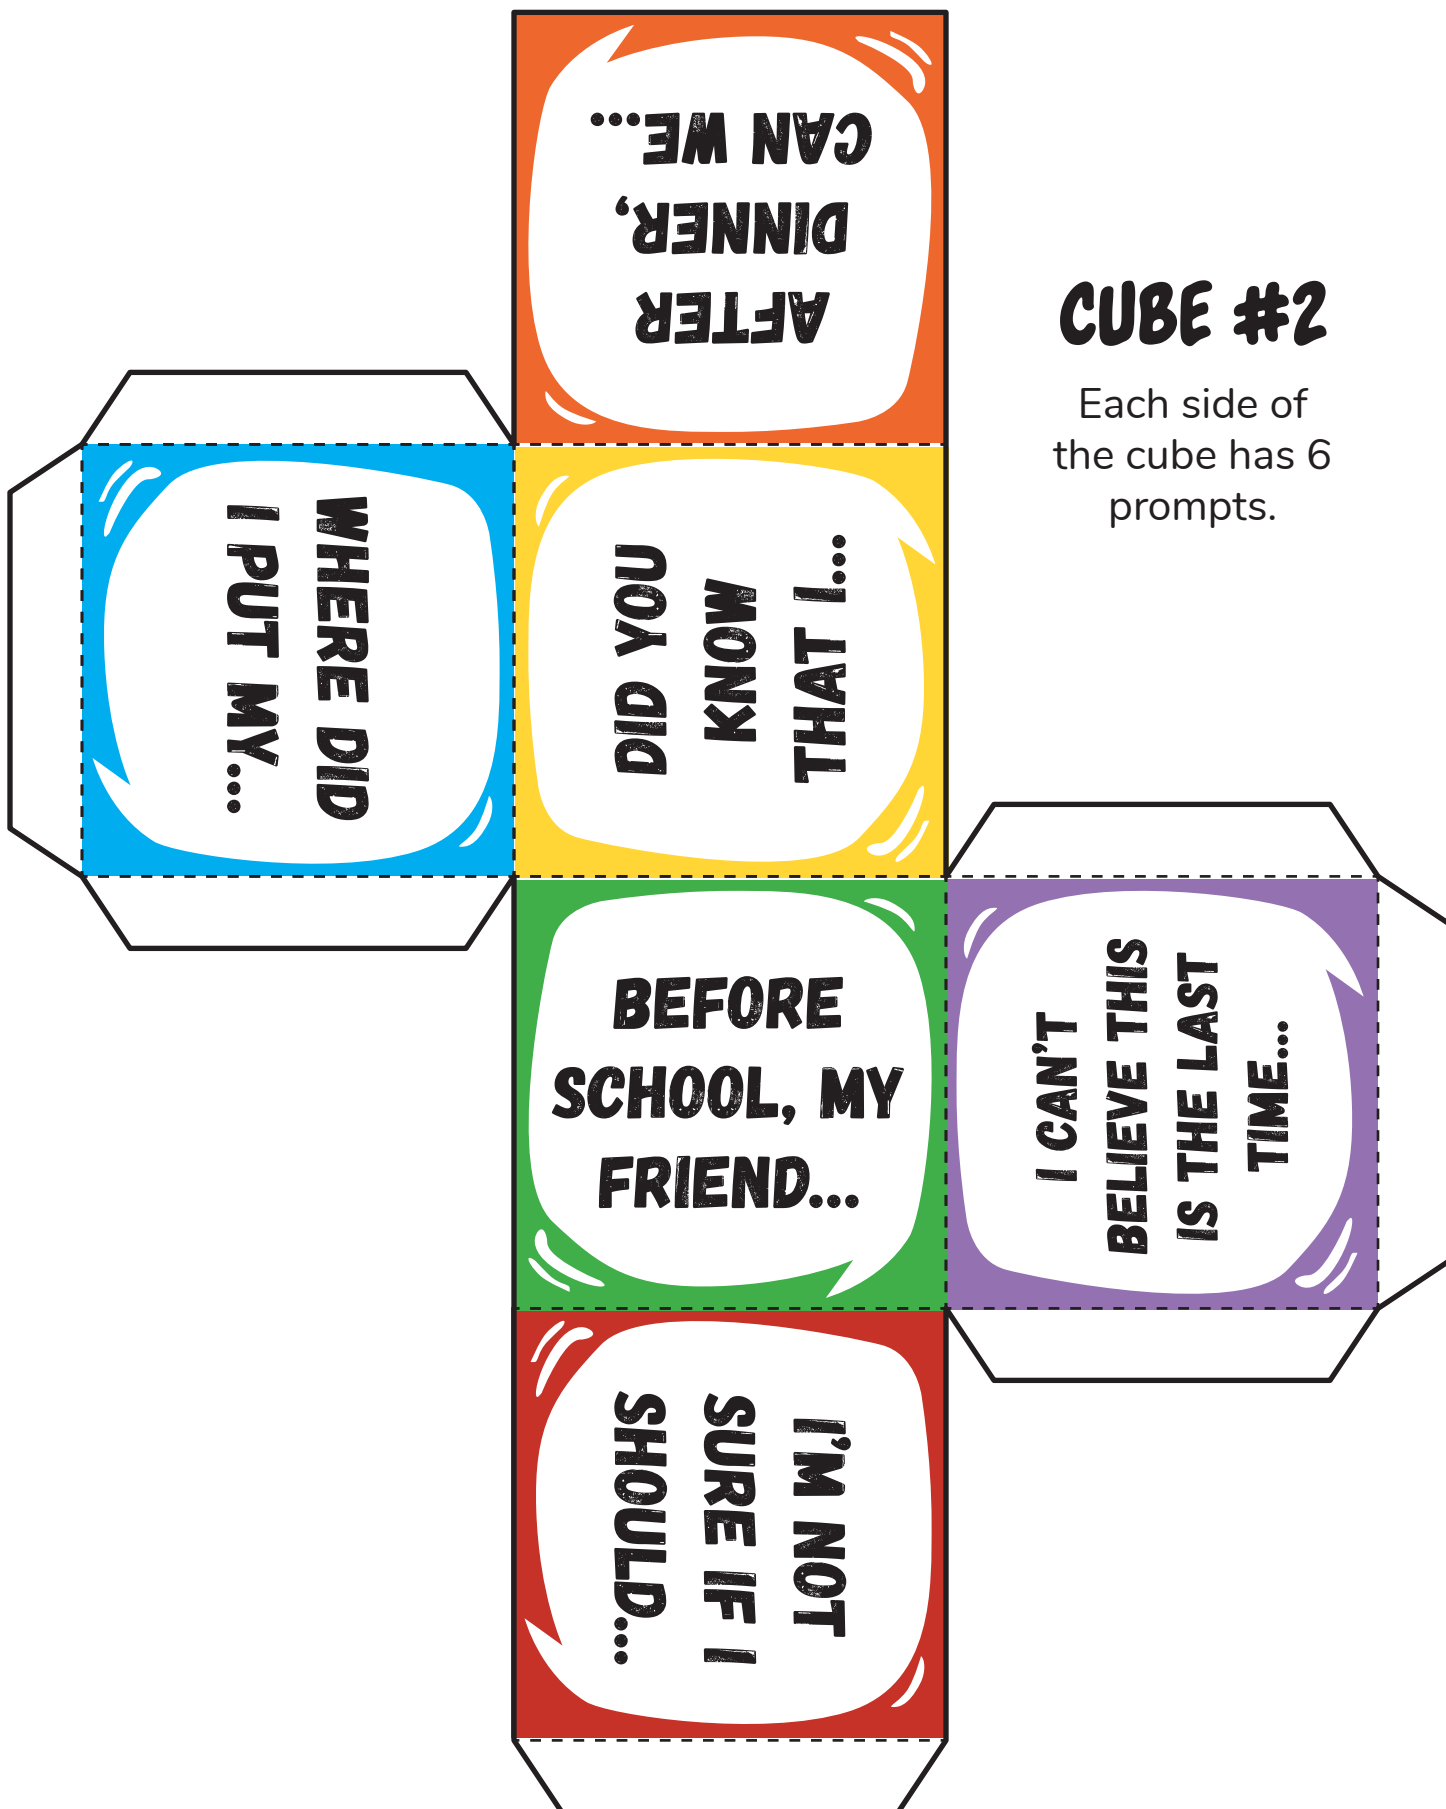 AFTER
DINNER,
CAN WE...
CUBE #2
Each side of
the cube has 6
prompts.
WHERE DID
I PUT MY...
DID YOU
KNOW
THAT I...
BEFORE
SCHOOL, MY
FRIEND...
I CAN'T
BELIEVE THIS
IS THE LAST
TIME...
I'M NOT
SURE IF I
SHOULD...